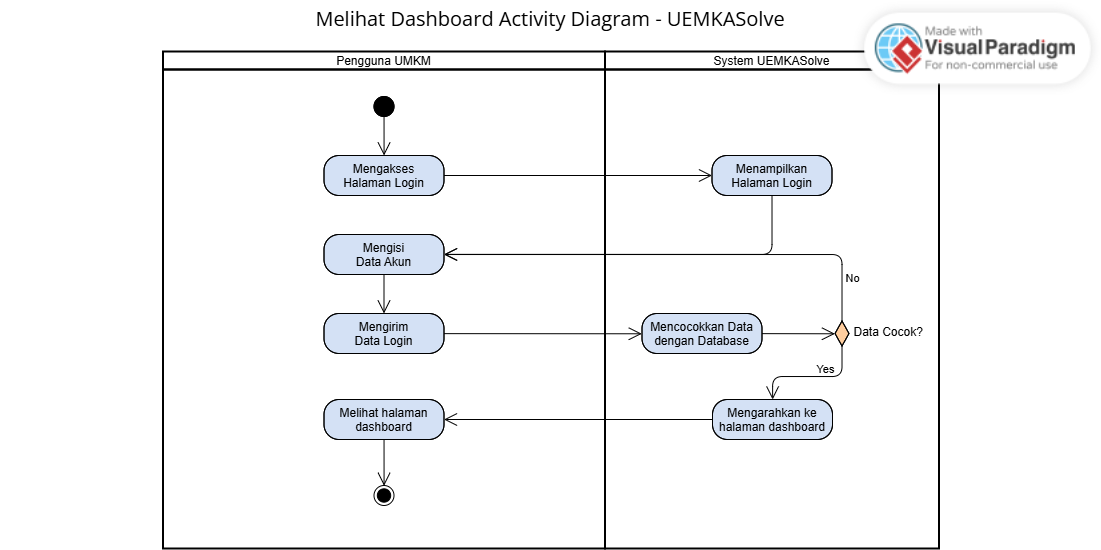 Melihat Dashboard Activity Diagram - UEMKASolve
Made with
Visual Paradigm
For non-commercial use
Pengguna UMKM
System UEMKASolve
Mengakses
Halaman Login
Menampilkan
Halaman Login
Mengisi
Data Akun
No
Mengirim
Data Login
Mencocokkan Data
dengan Database
Data Cocok?
Yes
Melihat halaman
dashboard
Mengarahkan ke
halaman dashboard